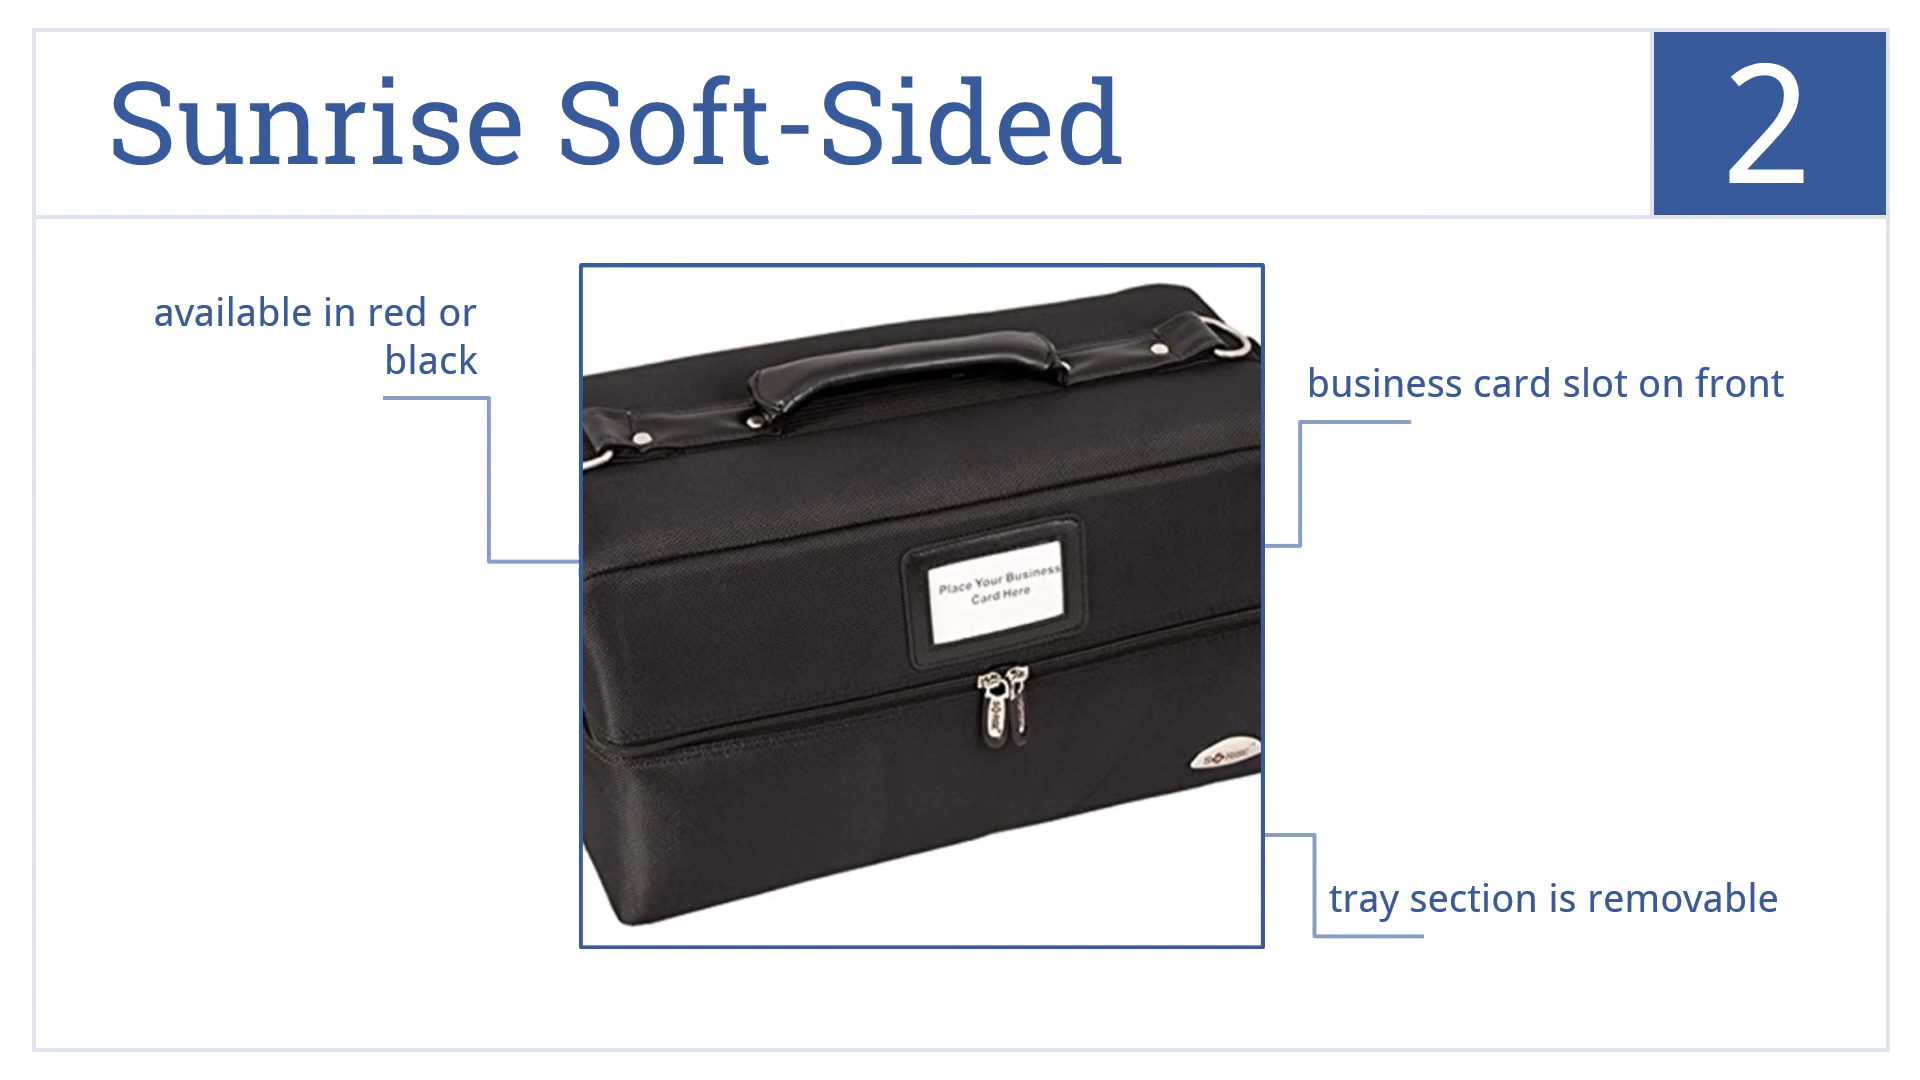 Sunrise Soft-Sided
2
available in red or
black
business card slot on front
Place Your Business
Card Here
tray section is removable